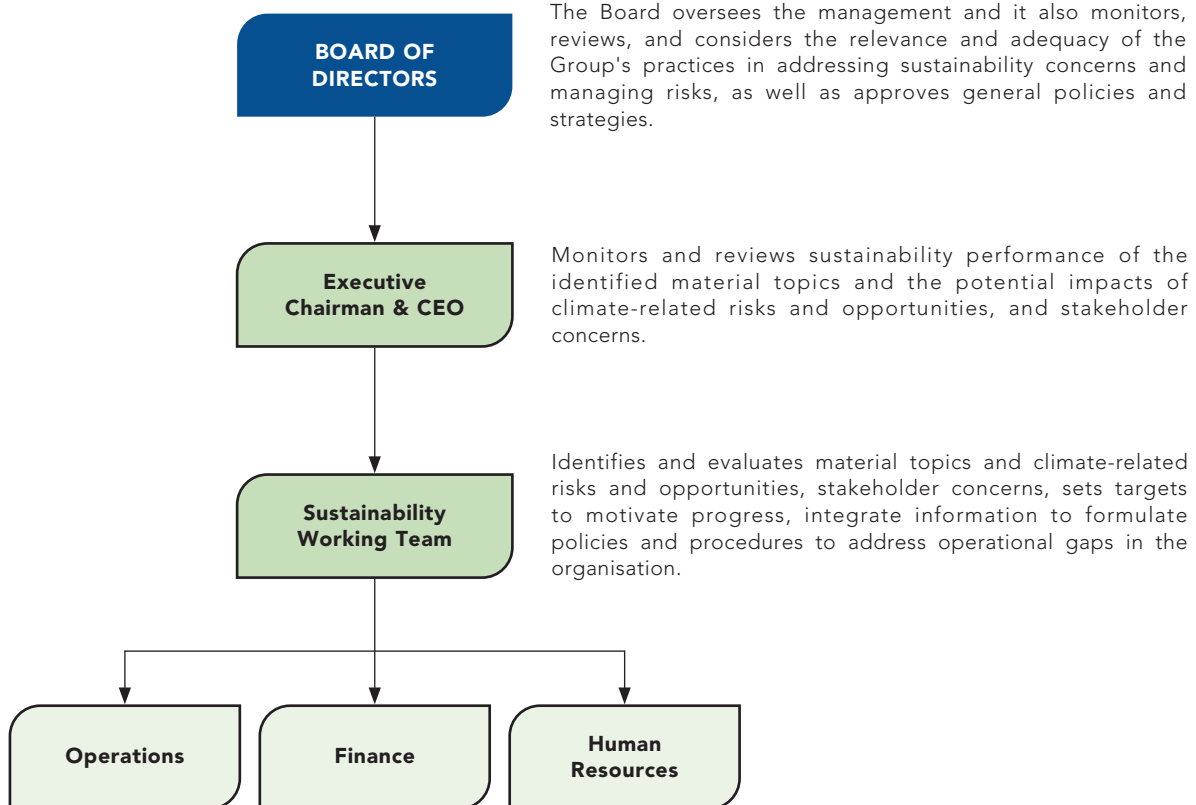 BOARD OF
DIRECTORS
The Board oversees the management and it also monitors,
reviews, and considers the relevance and adequacy of the
Group's practices in addressing sustainability concerns and
managing risks, as well as approves general policies and
strategies.
Executive
Chairman & CEO
Monitors and reviews sustainability performance of the
identified material topics and the potential impacts of
climate-related risks and opportunities, and stakeholder
concerns.
Sustainability
Working Team
Identifies and evaluates material topics and climate-related
risks and opportunities, stakeholder concerns, sets targets
to motivate progress, integrate information to formulate
policies and procedures to address operational gaps in the
organisation.
Operations
Finance
Human
Resources